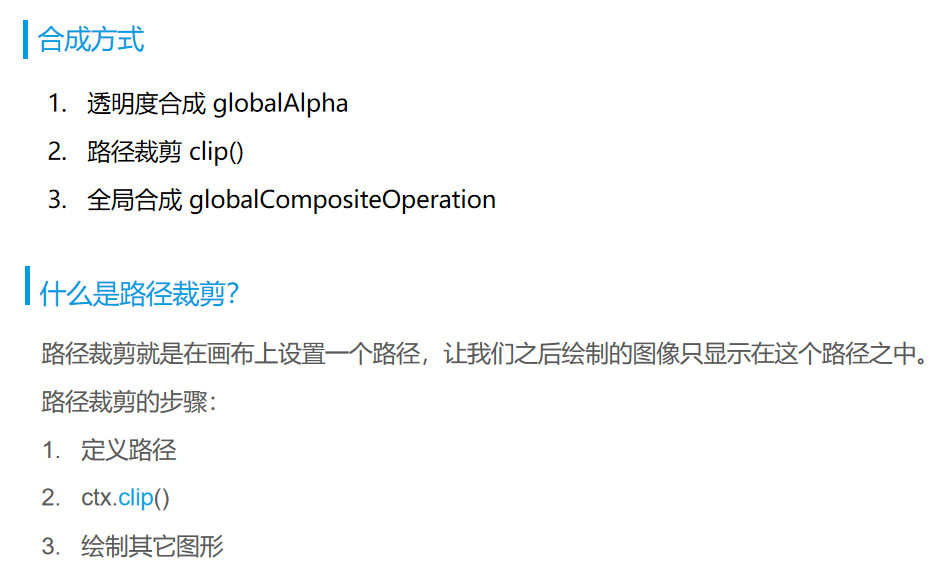 合成方式
1. 透明度合成 globalAlpha
2. 路径裁剪 clip()
3. 全局合成 globalCompositeOperation
什么是路径裁剪？
路径裁剪就是在画布上设置一个路径，让我们之后绘制的图像只显示在这个路径之中。
路径裁剪的步骤：
1. 定义路径
2. ctx.clip()
3. 绘制其它图形